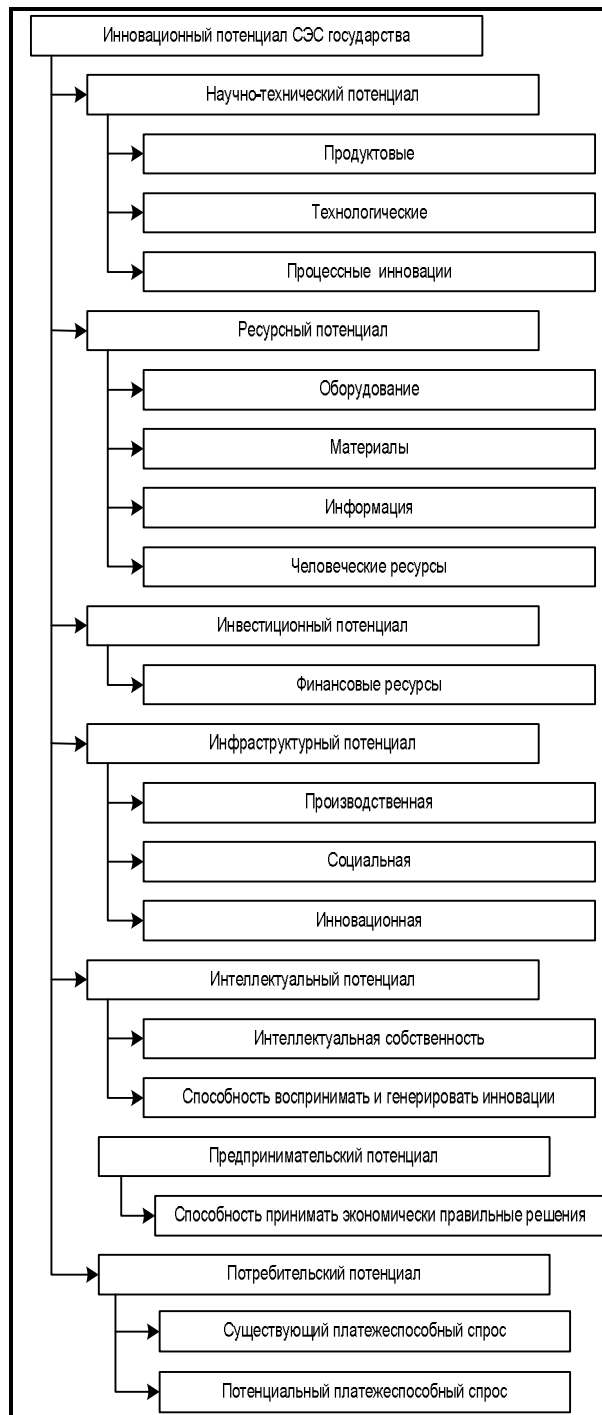 Инновационный потенциал СЭС государства
Научно-технический потенциал
Продуктовые
Технологические
Процессные инновации
Ресурсный потенциал
Оборудование
Материалы
Информация
Человеческие ресурсы
Инвестиционный потенциал
Финансовые ресурсы
Инфраструктурный потенциал
Производственная
Социальная
Инновационная
Интеллектуальный потенциал
Интеллектуальная собственность
Способность воспринимать и генерировать инновации
Предпринимательский потенциал
Способность принимать экономически правильные решения
Потребительский потенциал
Существующий платежеспособный спрос
Потенциальный платежеспособный спрос